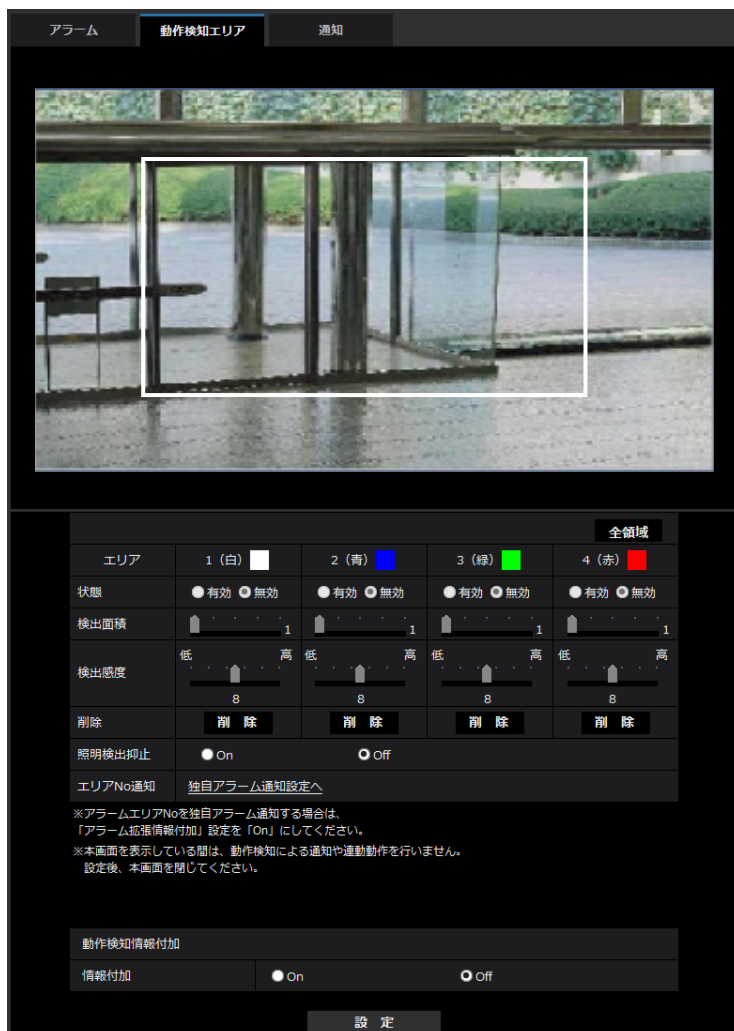 アラーム 動作検知エリア 通知
全領域
エリア 1（白） 2（青） 3（緑） 4（赤）
状態 有効 無効 有効 無効 有効 無効 有効 無効
検出面積 1 1 1 1
検出感度 低 高 低 高 低 高 低 高
8 8 8 8
削除 削 除 削 除 削 除 削 除
照明検出抑止 On Off
エリアNo通知 独自アラーム通知設定へ
※アラームエリアNoを独自アラーム通知する場合は、
「アラーム拡張情報付加」設定を「On」にしてください。
※本画面を表示している間は、動作検知による通知や連動動作を行いません。
設定後、本画面を閉じてください。
動作検知情報付加
情報付加 On Off
設 定